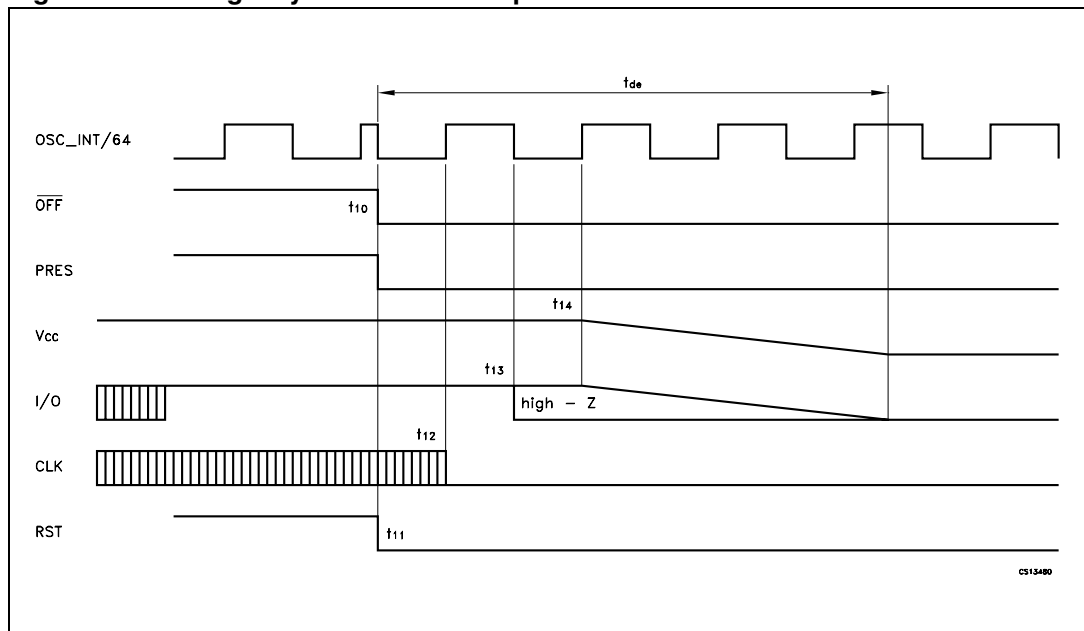 tde
OSC_INT/64
OFF
t10
PRES
t14
Vcc
t13
I/O
high - Z
t12
CLK
RST
t11
CS13480